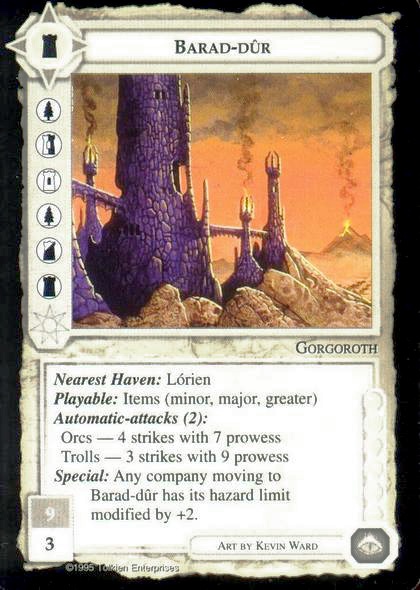 BARAD-DÛR
GORGOROTH
Nearest Haven: Lórien
Playable: Items (minor, major, greater)
Automatic-attacks (2):
Orcs — 4 strikes with 7 prowess
Trolls — 3 strikes with 9 prowess
Special: Any company moving to
Barad-dûr has its hazard limit
modified by +2.
9
3
ART BY KEVIN WARD
©1995 Tolkien Enterprises